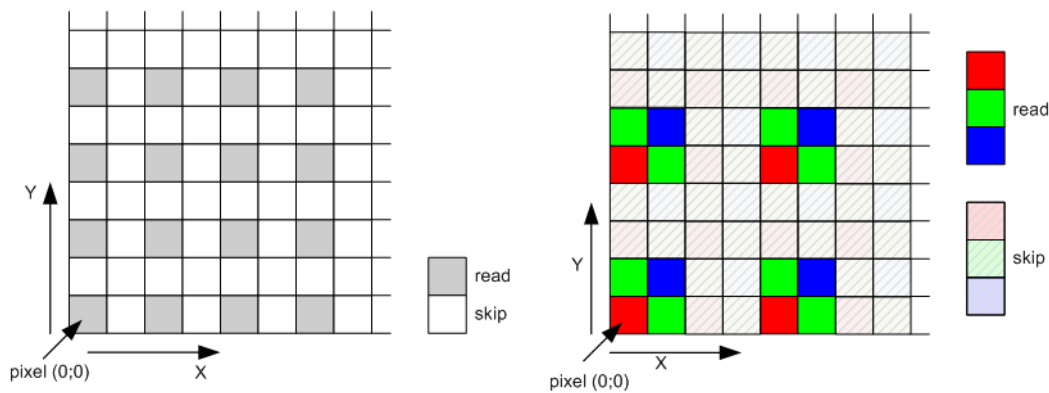 Y
read
skip
pixel (0;0)
X
read
skip
Y
X
pixel (0;0)